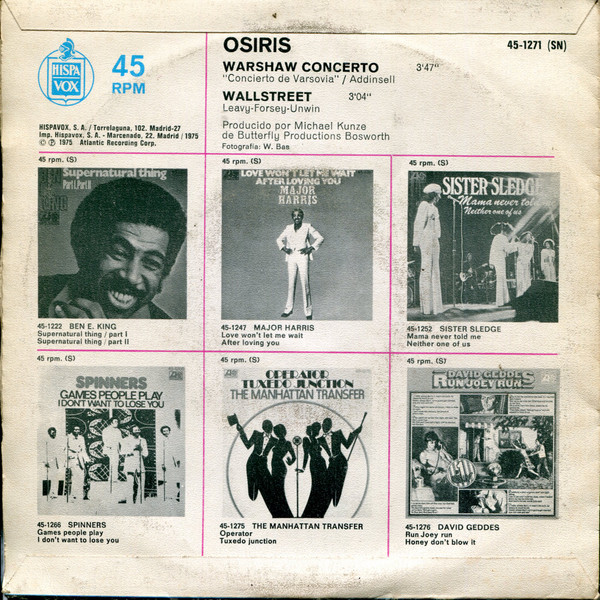 HISPA
VOX
45
RPM
OSIRIS
45-1271 (SN)
WARSHAW CONCERTO 3'47"
"Concierto de Varsovia" / Addinsell
WALLSTREET 3'04"
Leavy-Forsey-Unwin
Producido por Michael Kunze
de Butterfly Productions Bosworth
Fotografía: W. Bas
HISPAVOX, S. A. / Torrelaguna, 102. Madrid-27
Imp. Hispavox, S. A. - Marcenado, 22. Madrid / 1975
© Ⓟ 1975 Atlantic Recording Corp.
45 rpm. (S)
Supernatural thing
Part I, Part II
45-1222 BEN E. KING
Supernatural thing / part I
Supernatural thing / part II
45 rpm. (S)
LOVE WON'T LET ME WAIT
AFTER LOVING YOU
MAJOR
HARRIS
45-1247 MAJOR HARRIS
Love won't let me wait
After loving you
45 rpm. (S)
SISTER SLEDGE
Mama never told me
Neither one of us
45-1252 SISTER SLEDGE
Mama never told me
Neither one of us
45 rpm. (S)
SPINNERS
GAMES PEOPLE PLAY
I DON'T WANT TO LOSE YOU
45-1266 SPINNERS
Games people play
I don't want to lose you
45 rpm. (S)
OPERATOR
TUXEDO JUNCTION
THE MANHATTAN TRANSFER
45-1275 THE MANHATTAN TRANSFER
Operator
Tuxedo junction
45 rpm. (S)
DAVID GEDDES
RUN JOEY RUN
45-1276 DAVID GEDDES
Run Joey run
Honey don't blow it